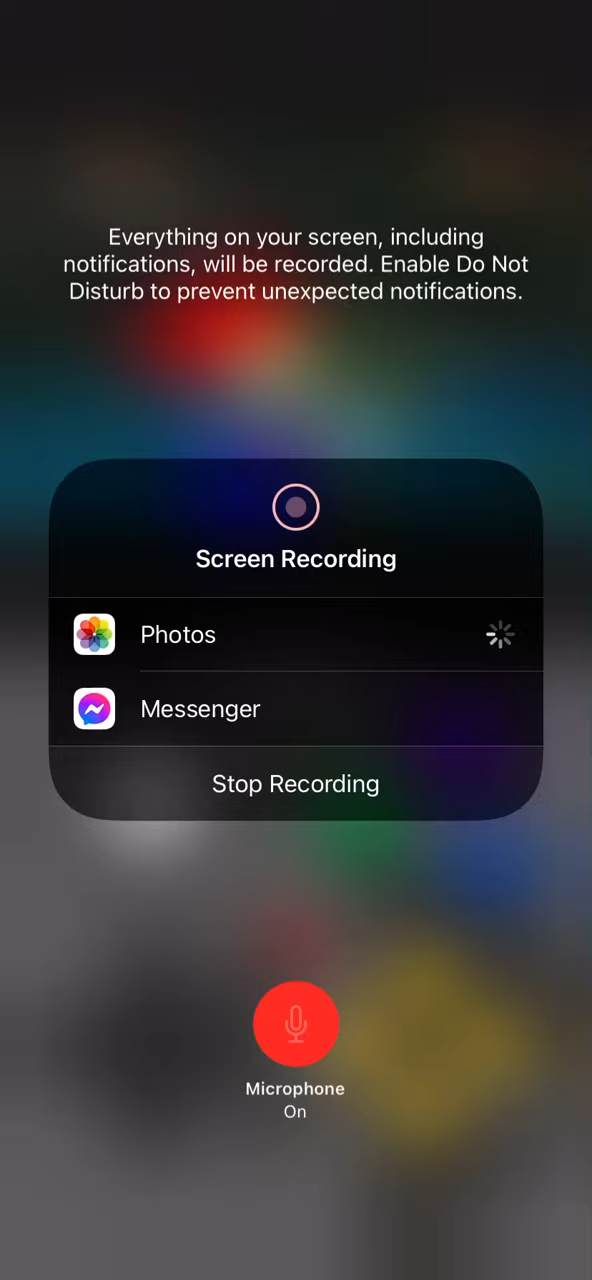 Everything on your screen, including
notifications, will be recorded. Enable Do Not
Disturb to prevent unexpected notifications.
Screen Recording
Photos
Messenger
Stop Recording
Microphone
On